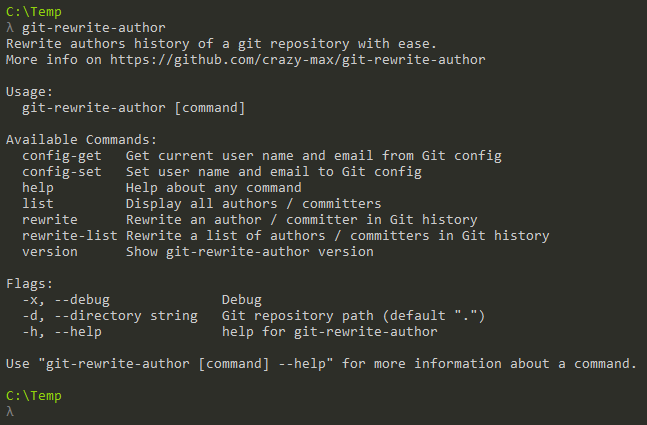 C:\Temp
λ git-rewrite-author
Rewrite authors history of a git repository with ease.
More info on https://github.com/crazy-max/git-rewrite-author
Usage:
git-rewrite-author [command]
Available Commands:
config-get Get current user name and email from Git config
config-set Set user name and email to Git config
help Help about any command
list Display all authors / committers
rewrite Rewrite an author / committer in Git history
rewrite-list Rewrite a list of authors / committers in Git history
version Show git-rewrite-author version
Flags:
-x, --debug Debug
-d, --directory string Git repository path (default ".")
-h, --help help for git-rewrite-author
Use "git-rewrite-author [command] --help" for more information about a command.
C:\Temp
λ